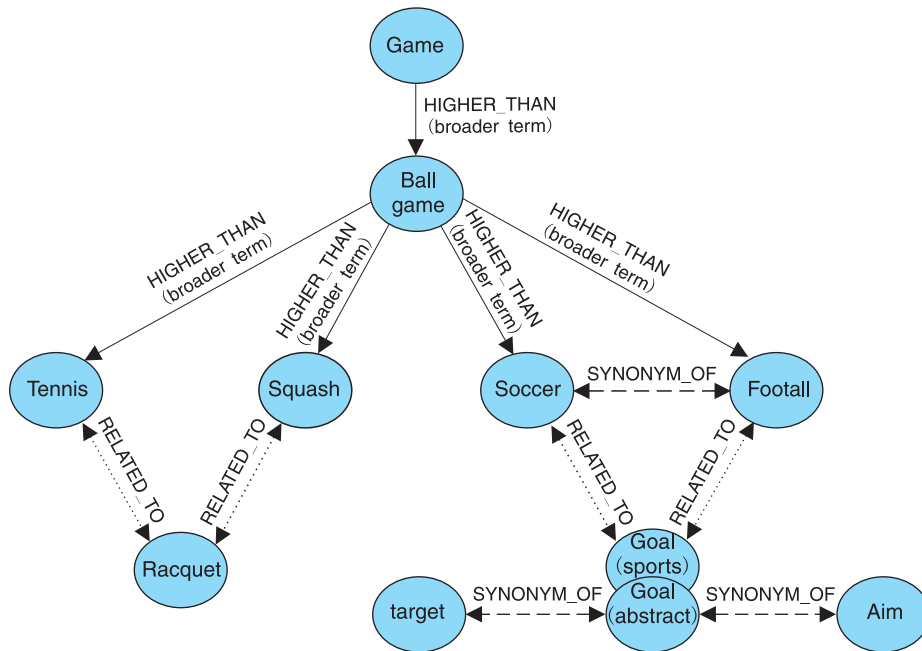 Game
HIGHER_THAN
(broader term)
Ball
game
HIGHER_THAN
(broader term)
HIGHER_THAN
(broader term)
HIGHER_THAN
(broader term)
HIGHER_THAN
(broader term)
Tennis
Squash
Soccer
SYNONYM_OF
Footall
RELATED_TO
RELATED_TO
RELATED_TO
RELATED_TO
Racquet
Goal
(sports)
target
SYNONYM_OF
Goal
(abstract)
SYNONYM_OF
Aim